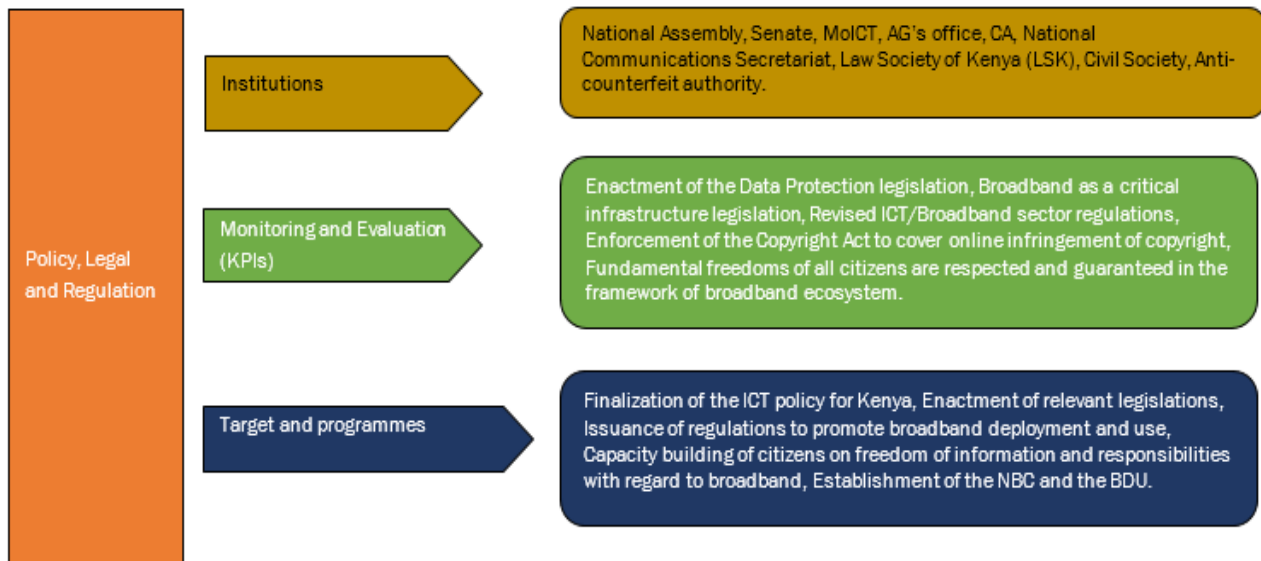 Policy, Legal
and Regulation
Institutions
National Assembly, Senate, MoICT, AG's office, CA, National
Communications Secretariat, Law Society of Kenya (LSK), Civil Society, Anti-
counterfeit authority.
Monitoring and Evaluation
(KPIs)
Enactment of the Data Protection legislation, Broadband as a critical
infrastructure legislation, Revised ICT/Broadband sector regulations,
Enforcement of the Copyright Act to cover online infringement of copyright,
Fundamental freedoms of all citizens are respected and guaranteed in the
framework of broadband ecosystem.
Target and programmes
Finalization of the ICT policy for Kenya, Enactment of relevant legislations,
Issuance of regulations to promote broadband deployment and use,
Capacity building of citizens on freedom of information and responsibilities
with regard to broadband, Establishment of the NBC and the BDU.